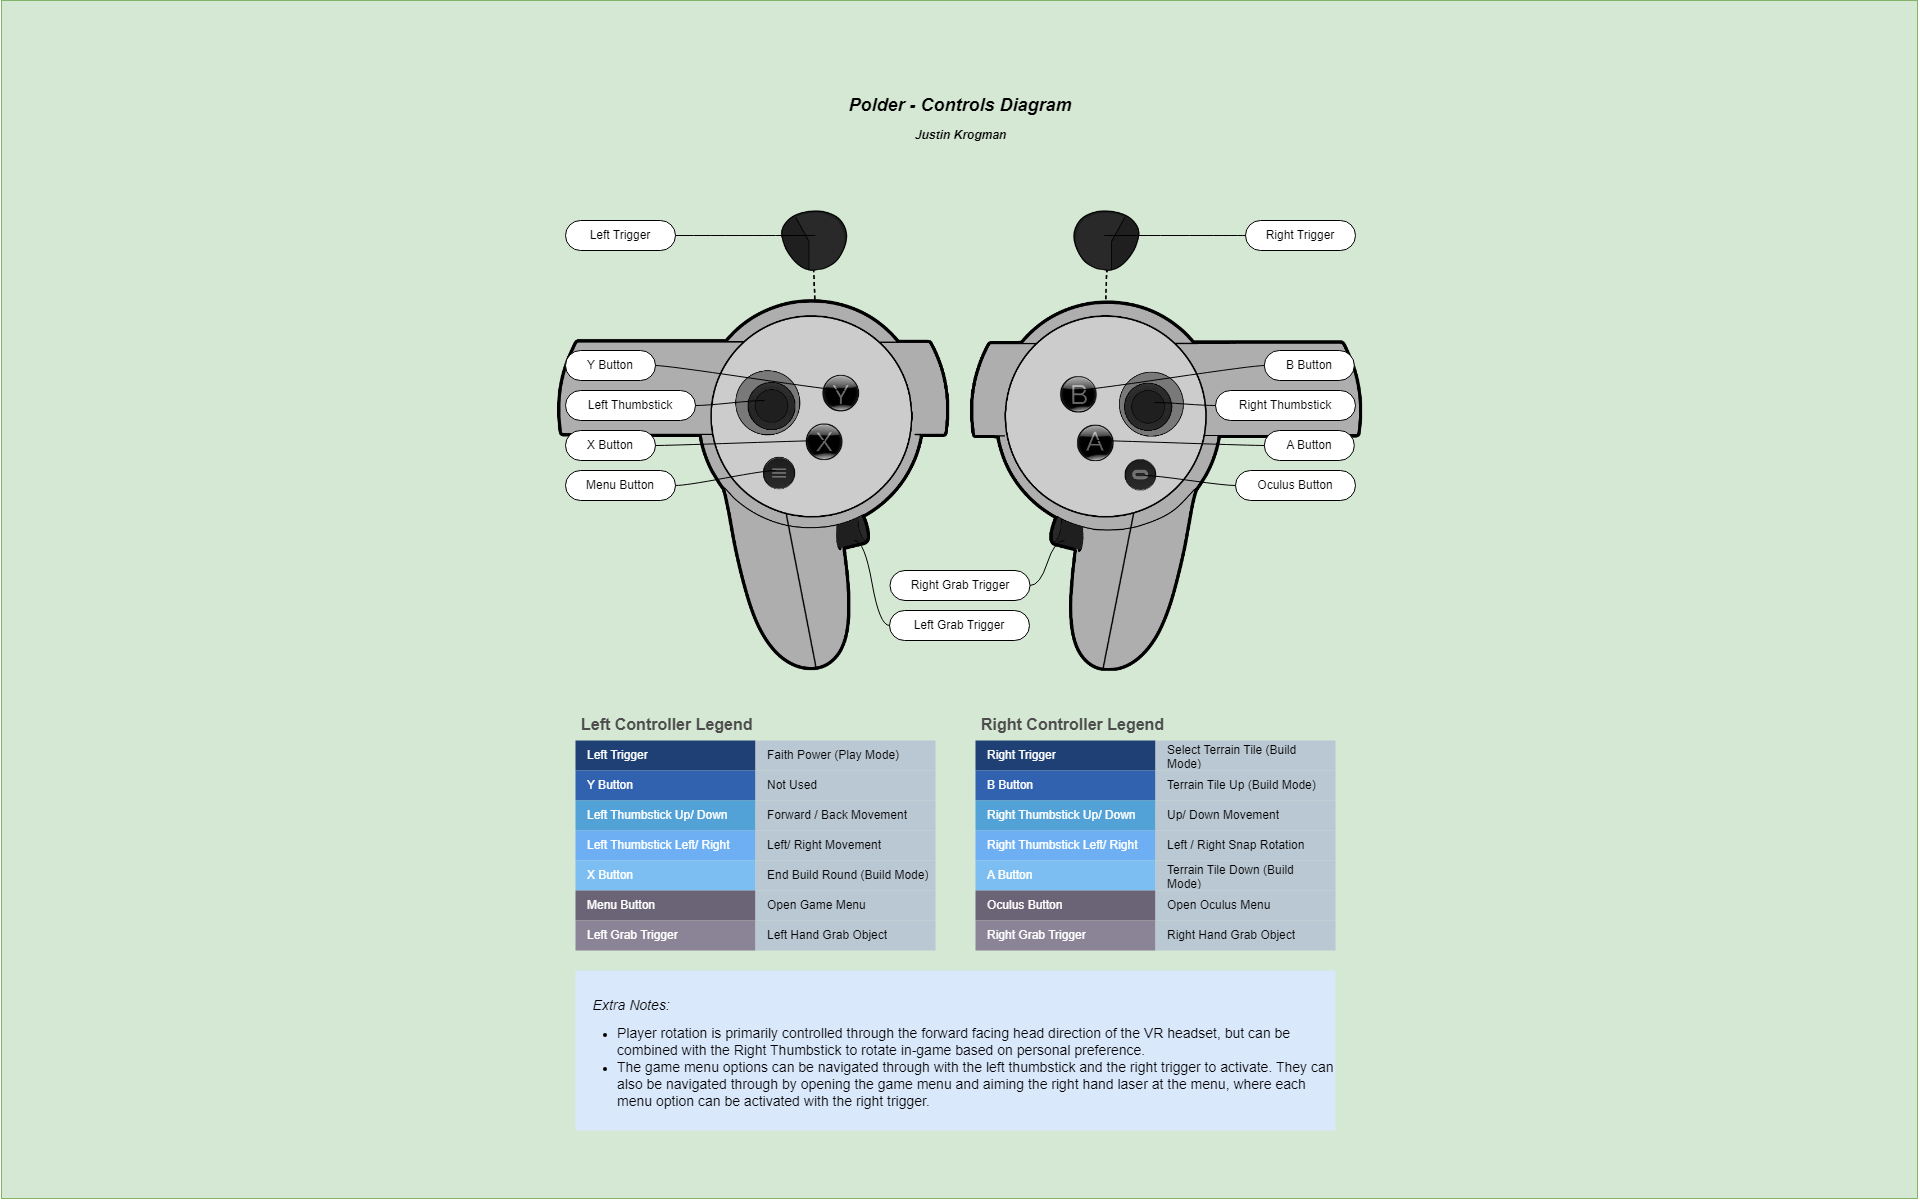 Polder - Controls Diagram
Justin Krogman
Left Trigger
Right Trigger
Y Button
B Button
Y
B
Left Thumbstick
Right Thumbstick
X Button
A Button
X
A
Menu Button
Oculus Button
Right Grab Trigger
Left Grab Trigger
Left Controller Legend
Left Trigger Faith Power (Play Mode)
Y Button Not Used
Left Thumbstick Up/ Down Forward / Back Movement
Left Thumbstick Left/ Right Left/ Right Movement
X Button End Build Round (Build Mode)
Menu Button Open Game Menu
Left Grab Trigger Left Hand Grab Object
Right Controller Legend
Right Trigger Select Terrain Tile (Build
Mode)
B Button Terrain Tile Up (Build Mode)
Right Thumbstick Up/ Down Up/ Down Movement
Right Thumbstick Left/ Right Left / Right Snap Rotation
A Button Terrain Tile Down (Build
Mode)
Oculus Button Open Oculus Menu
Right Grab Trigger Right Hand Grab Object
Extra Notes:
• Player rotation is primarily controlled through the forward facing head direction of the VR headset, but can be
combined with the Right Thumbstick to rotate in-game based on personal preference.
• The game menu options can be navigated through with the left thumbstick and the right trigger to activate. They can
also be navigated through by opening the game menu and aiming the right hand laser at the menu, where each
menu option can be activated with the right trigger.